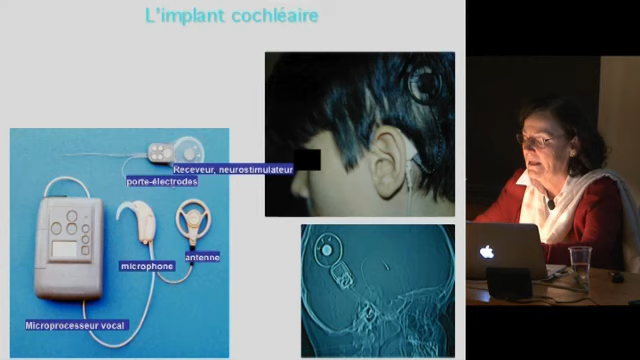 L'implant cochléaire
Receveur, neurostimulateur
porte-électrodes
antenne
microphone
Microprocesseur vocal